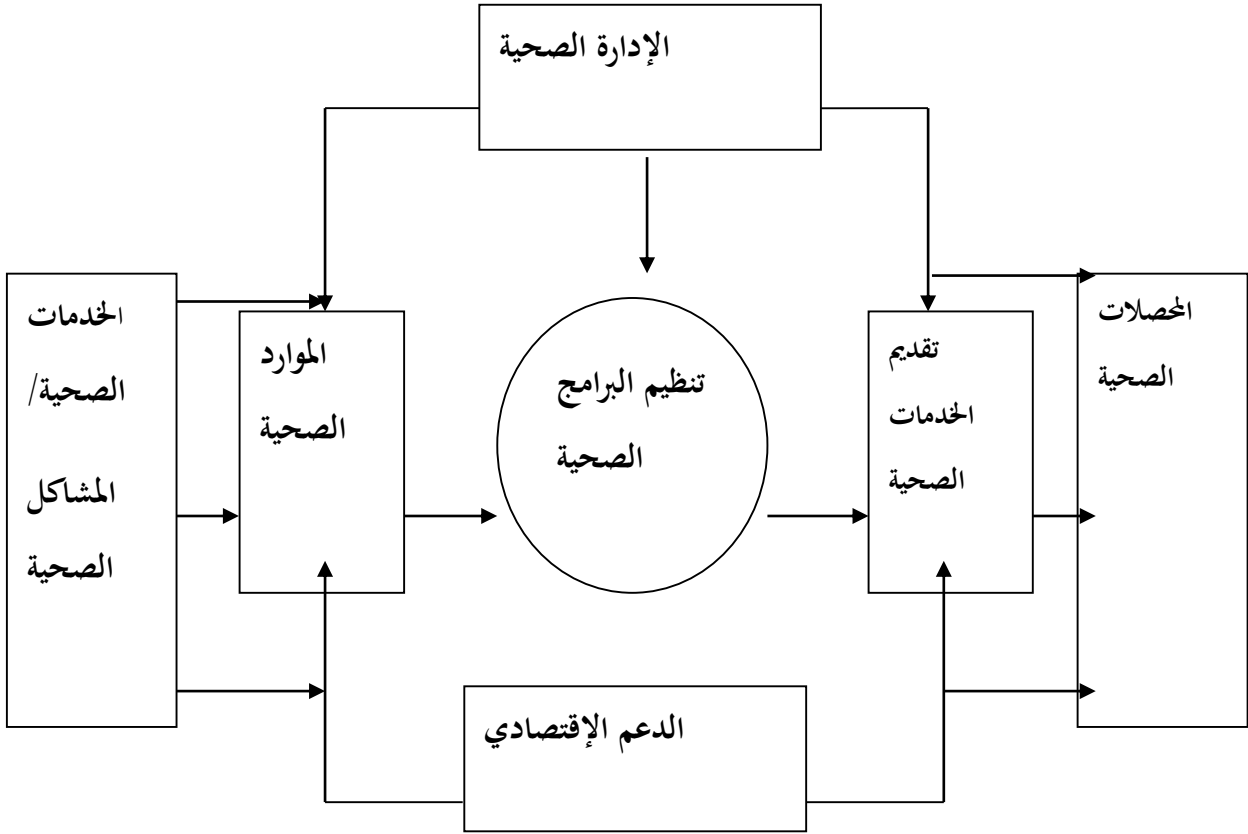 الإدارة الصحية
الخدمات
الصحية/
المشاكل
الصحية
الموارد
الصحية
تنظيم البرامج
الصحية
تقديم
الخدمات
الصحية
المحصلات
الصحية
الدعم الإقتصادي